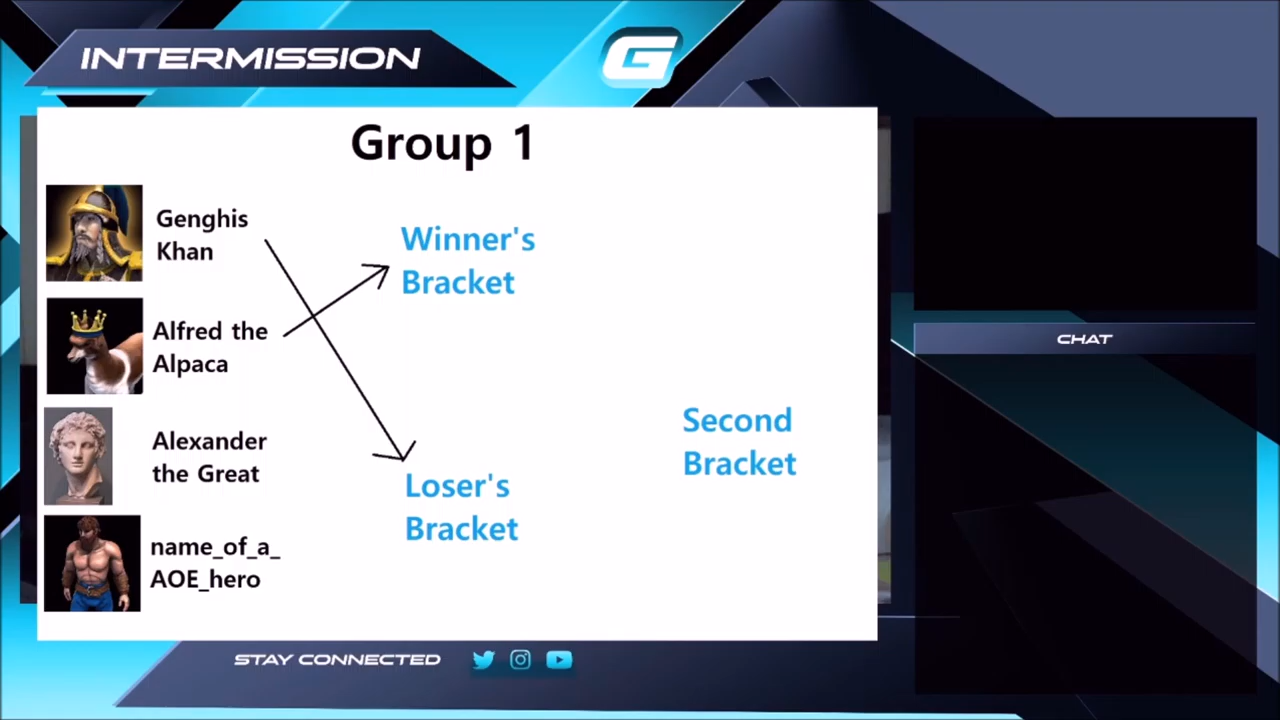 INTERMISSION
G
Group 1
Genghis
Khan
Winner's
Bracket
Alfred the
Alpaca
Alexander
the Great
Second
Bracket
Loser's
Bracket
name_of_a_
AOE_hero
CHAT
STAY CONNECTED